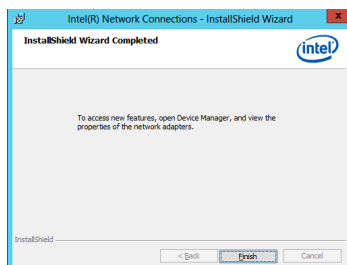 Intel(R) Network Connections - InstallShield Wizard
x
InstallShield Wizard Completed
intel
To access new features, open Device Manager, and view the
properties of the network adapters.
InstallShield
< Back Finish Cancel